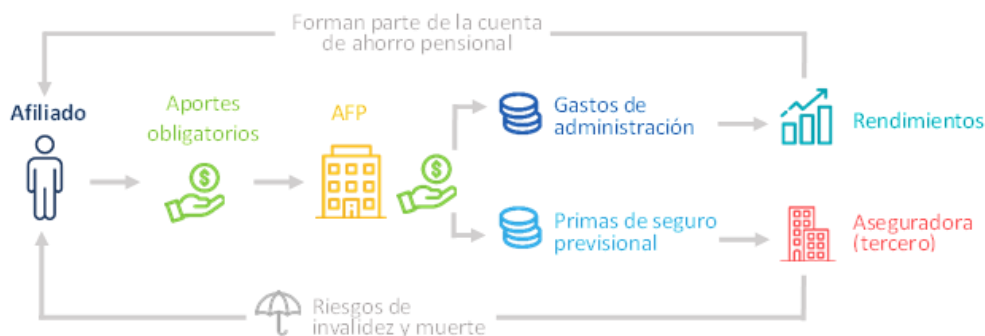 Forman parte de la cuenta
de ahorro pensional
Afiliado
Aportes
obligatorios
AFP
Gastos de
administración
Rendimientos
Primas de seguro
previsional
Aseguradora
(tercero)
Riesgos de
invalidez y muerte